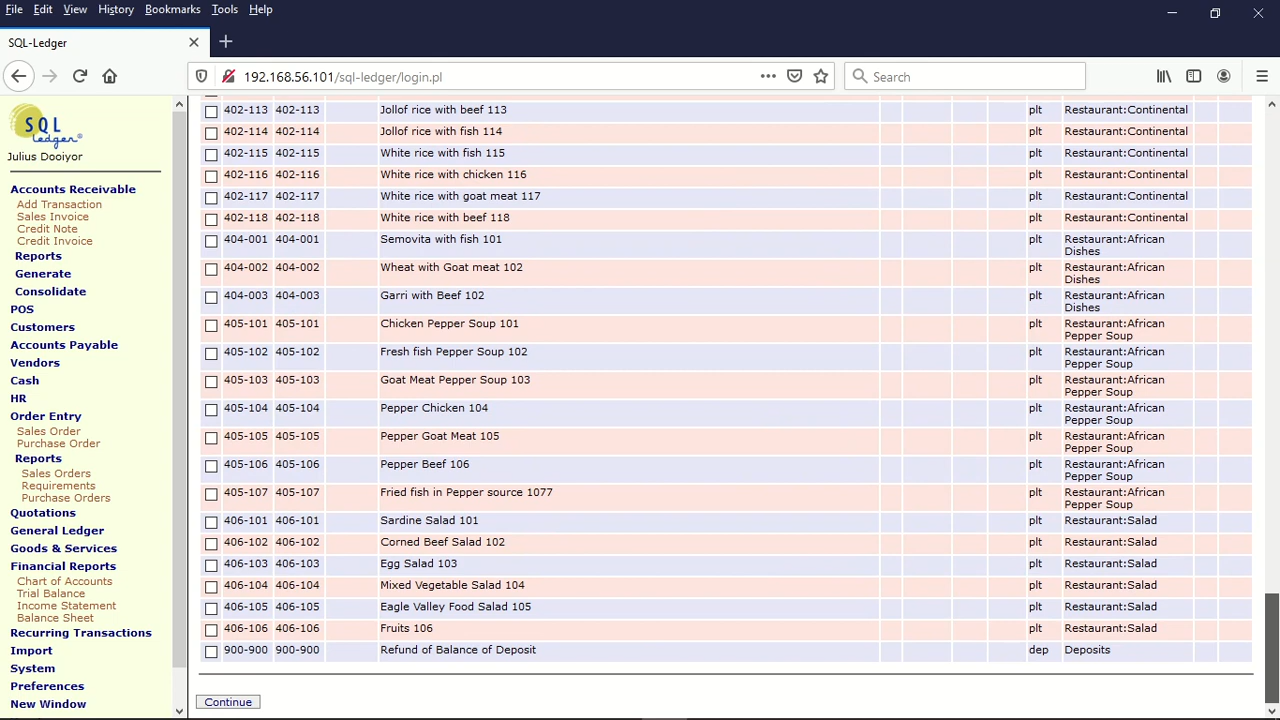 File Edit View History Bookmarks Tools Help
SQL-Ledger
192.168.56.101/sql-ledger/login.pl
Search
SQL
Ledger
Julius Dooiyor
Accounts Receivable
Add Transaction
Sales Invoice
Credit Note
Credit Invoice
Reports
Generate
Consolidate
POS
Customers
Accounts Payable
Vendors
Cash
HR
Order Entry
Sales Order
Purchase Order
Reports
Sales Orders
Requirements
Purchase Orders
Quotations
General Ledger
Goods & Services
Financial Reports
Chart of Accounts
Trial Balance
Income Statement
Balance Sheet
Recurring Transactions
Import
System
Preferences
New Window
402-113 402-113 Jollof rice with beef 113 plt Restaurant:Continental
402-114 402-114 Jollof rice with fish 114 plt Restaurant:Continental
402-115 402-115 White rice with fish 115 plt Restaurant:Continental
402-116 402-116 White rice with chicken 116 plt Restaurant:Continental
402-117 402-117 White rice with goat meat 117 plt Restaurant:Continental
402-118 402-118 White rice with beef 118 plt Restaurant:Continental
404-001 404-001 Semovita with fish 101 plt Restaurant:African
Dishes
404-002 404-002 Wheat with Goat meat 102 plt Restaurant:African
Dishes
404-003 404-003 Garri with Beef 102 plt Restaurant:African
Dishes
405-101 405-101 Chicken Pepper Soup 101 plt Restaurant:African
Pepper Soup
405-102 405-102 Fresh fish Pepper Soup 102 plt Restaurant:African
Pepper Soup
405-103 405-103 Goat Meat Pepper Soup 103 plt Restaurant:African
Pepper Soup
405-104 405-104 Pepper Chicken 104 plt Restaurant:African
Pepper Soup
405-105 405-105 Pepper Goat Meat 105 plt Restaurant:African
Pepper Soup
405-106 405-106 Pepper Beef 106 plt Restaurant:African
Pepper Soup
405-107 405-107 Fried fish in Pepper source 1077 plt Restaurant:African
Pepper Soup
406-101 406-101 Sardine Salad 101 plt Restaurant:Salad
406-102 406-102 Corned Beef Salad 102 plt Restaurant:Salad
406-103 406-103 Egg Salad 103 plt Restaurant:Salad
406-104 406-104 Mixed Vegetable Salad 104 plt Restaurant:Salad
406-105 406-105 Eagle Valley Food Salad 105 plt Restaurant:Salad
406-106 406-106 Fruits 106 plt Restaurant:Salad
900-900 900-900 Refund of Balance of Deposit dep Deposits
Continue